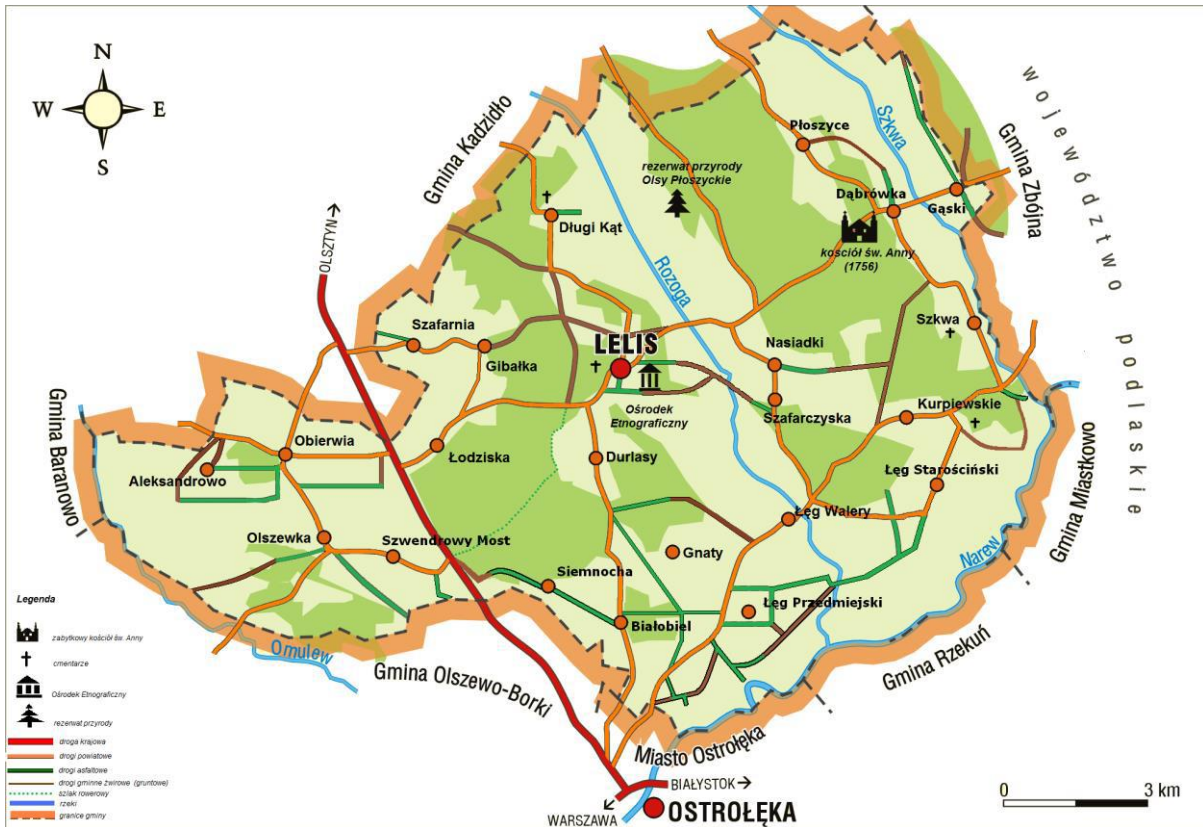 N
W
E
S
OLSZTYN
Gmina Kadzidło
rezerwat przyrody
Olsy Płoszyckie
Płoszyce
Szkwa
Dąbrówka
Gąski
Gmina Zbójna
województwo podlaskie
kosciół św. Anny
(1756)
Długi Kąt
Rozoga
Szafarnia
Gibałka
LELIS
Nasiadki
Szkwa
Ośrodek
Etnograficzny
Szafarczyska
Kurpiewskie
Gmina Baranowo
Obierwia
Aleksandrowo
Łodziska
Durlasy
Łęg Starościński
Gmina Miastkowo
Olszewka
Szwendrowy Most
Łęg Walery
Gnaty
Narew
Siemnocha
Łęg Przedmiejski
Białobiel
Omulew
Gmina Olszewo-Borki
Gmina Rzekuń
Miasto Ostrołęka
BIAŁYSTOK
WARSZAWA
OSTROŁĘKA
0
3 km
Legenda
zabytkowy kościół św. Anny
cmentarze
Ośrodek Etnograficzny
rezerwat przyrody
droga krajowa
drogi powiatowe
drogi asfaltowe
drogi gminne żwirowe (gruntowe)
szlak rowerowy
rzeki
granice gminy